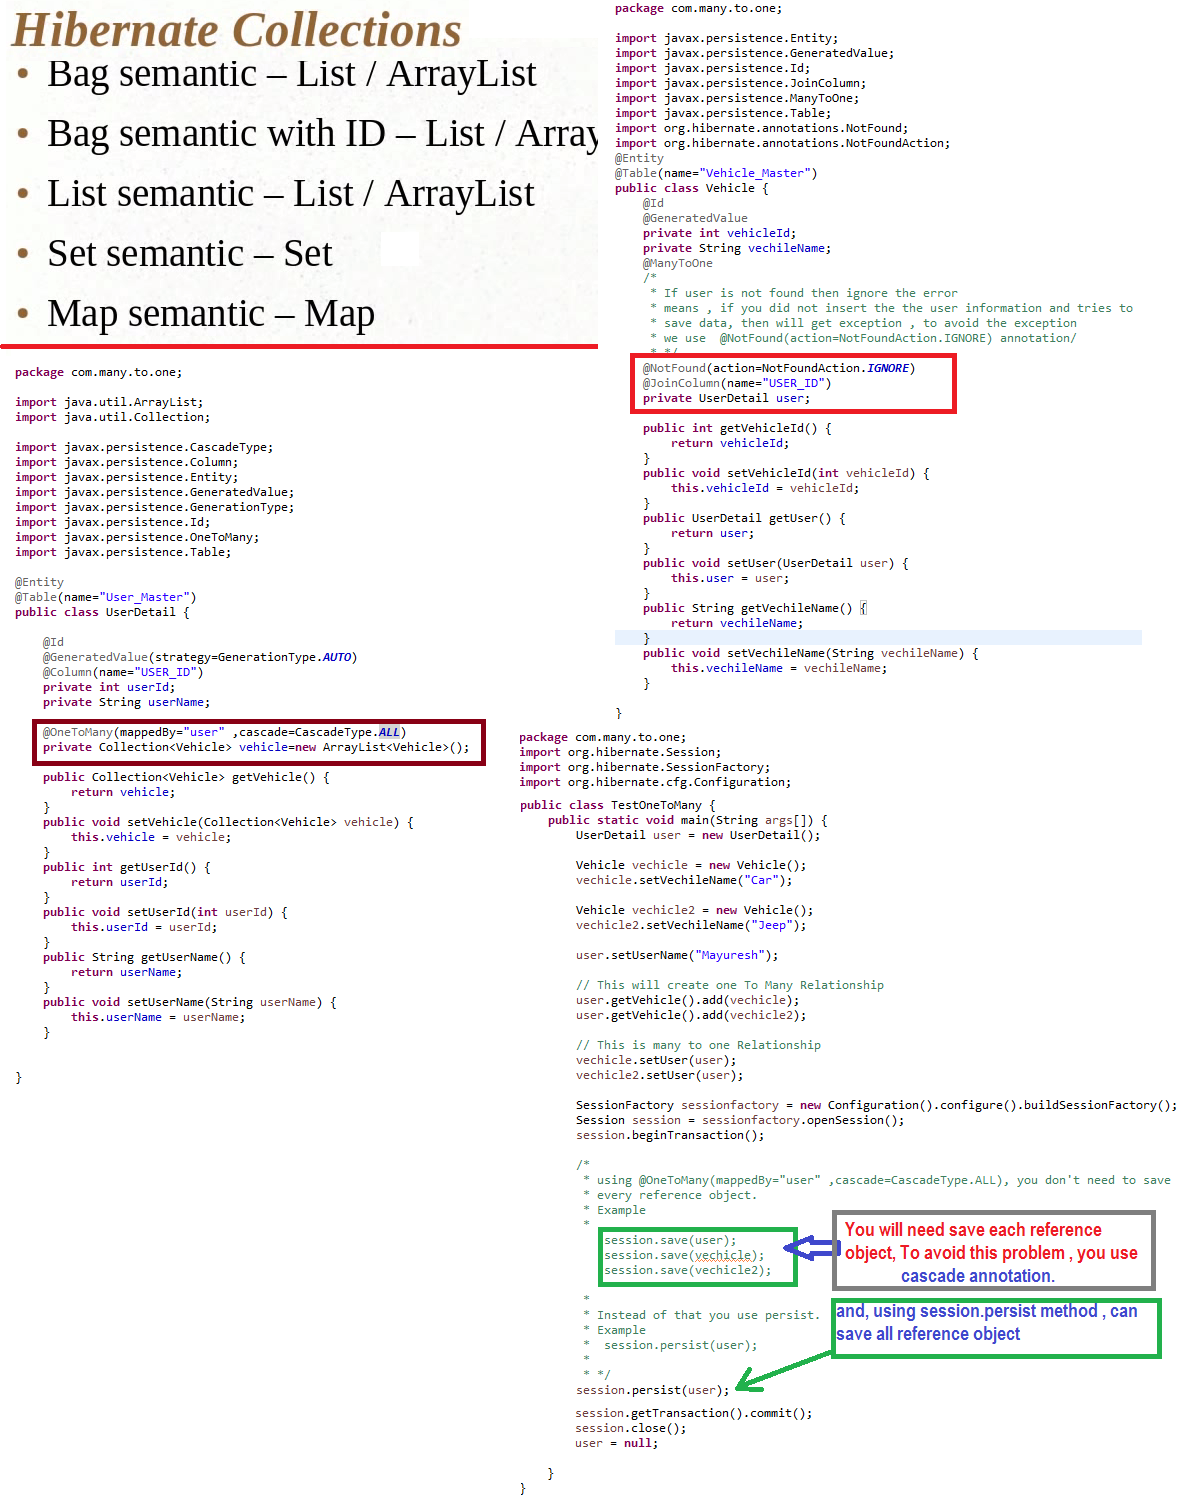 Hibernate Collections
• Bag semantic – List / ArrayList
• Bag semantic with ID – List / Array
• List semantic – List / ArrayList
• Set semantic – Set
• Map semantic – Map
package com.many.to.one;

import java.util.ArrayList;
import java.util.Collection;

import javax.persistence.CascadeType;
import javax.persistence.Column;
import javax.persistence.Entity;
import javax.persistence.GeneratedValue;
import javax.persistence.GenerationType;
import javax.persistence.Id;
import javax.persistence.OneToMany;
import javax.persistence.Table;

@Entity
@Table(name="User_Master")
public class UserDetail {

    @Id
    @GeneratedValue(strategy=GenerationType.AUTO)
    @Column(name="USER_ID")
    private int userId;
    private String userName;

    @OneToMany(mappedBy="user" ,cascade=CascadeType.ALL)
    private Collection<Vehicle> vehicle=new ArrayList<Vehicle>();

    public Collection<Vehicle> getVehicle() {
        return vehicle;
    }
    public void setVehicle(Collection<Vehicle> vehicle) {
        this.vehicle = vehicle;
    }
    public int getUserId() {
        return userId;
    }
    public void setUserId(int userId) {
        this.userId = userId;
    }
    public String getUserName() {
        return userName;
    }
    public void setUserName(String userName) {
        this.userName = userName;
    }

}
package com.many.to.one;

import javax.persistence.Entity;
import javax.persistence.GeneratedValue;
import javax.persistence.Id;
import javax.persistence.JoinColumn;
import javax.persistence.ManyToOne;
import javax.persistence.Table;
import org.hibernate.annotations.NotFound;
import org.hibernate.annotations.NotFoundAction;
@Entity
@Table(name="Vehicle_Master")
public class Vehicle {
    @Id
    @GeneratedValue
    private int vehicleId;
    private String vechileName;
    @ManyToOne
    /*
     * If user is not found then ignore the error
     * means , if you did not insert the the user information and tries to
     * save data, then will get exception , to avoid the exception
     * we use  @NotFound(action=NotFoundAction.IGNORE) annotation/
     * */
    @NotFound(action=NotFoundAction.IGNORE)
    @JoinColumn(name="USER_ID")
    private UserDetail user;

    public int getVehicleId() {
        return vehicleId;
    }
    public void setVehicleId(int vehicleId) {
        this.vehicleId = vehicleId;
    }
    public UserDetail getUser() {
        return user;
    }
    public void setUser(UserDetail user) {
        this.user = user;
    }
    public String getVechileName() {
        return vechileName;
    }
    public void setVechileName(String vechileName) {
        this.vechileName = vechileName;
    }

}
package com.many.to.one;
import org.hibernate.Session;
import org.hibernate.SessionFactory;
import org.hibernate.cfg.Configuration;
public class TestOneToMany {
    public static void main(String args[]) {
        UserDetail user = new UserDetail();

        Vehicle vechicle = new Vehicle();
        vechicle.setVechileName("Car");

        Vehicle vechicle2 = new Vehicle();
        vechicle2.setVechileName("Jeep");

        user.setUserName("Mayuresh");

        // This will create one To Many Relationship
        user.getVehicle().add(vechicle);
        user.getVehicle().add(vechicle2);

        // This is many to one Relationship
        vechicle.setUser(user);
        vechicle2.setUser(user);

        SessionFactory sessionfactory = new Configuration().configure().buildSessionFactory();
        Session session = sessionfactory.openSession();
        session.beginTransaction();

        /*
         * using @OneToMany(mappedBy="user" ,cascade=CascadeType.ALL), you don't need to save
         * every reference object.
         * Example
         *
            session.save(user);
            session.save(vechicle);
            session.save(vechicle2);
You will need save each reference
object, To avoid this problem , you use
cascade annotation.
         *
         * Instead of that you use persist.
         * Example
         *  session.persist(user);
         *
         * */
and, using session.persist method , can
save all reference object
        session.persist(user);
        session.getTransaction().commit();
        session.close();
        user = null;

    }
}